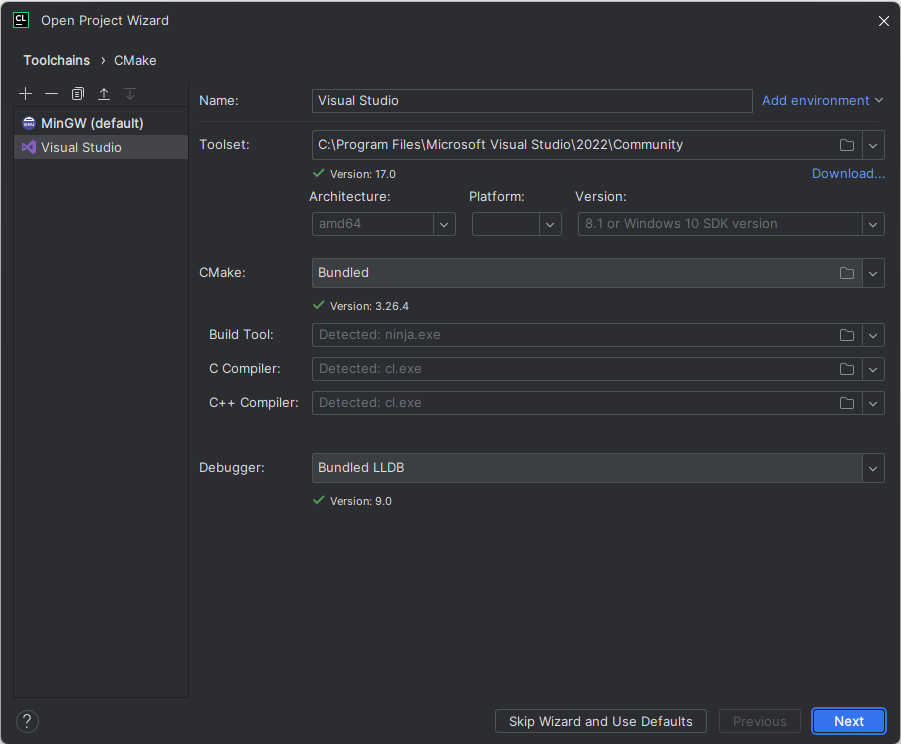 CL Open Project Wizard
Toolchains › CMake
Name: Visual Studio Add environment
MinGW (default)
Visual Studio
Toolset: C:\Program Files\Microsoft Visual Studio\2022\Community
Version: 17.0 Download...
Architecture: Platform: Version:
amd64 8.1 or Windows 10 SDK version
CMake: Bundled
Version: 3.26.4
Build Tool: Detected: ninja.exe
C Compiler: Detected: cl.exe
C++ Compiler: Detected: cl.exe
Debugger: Bundled LLDB
Version: 9.0
? Skip Wizard and Use Defaults Previous Next